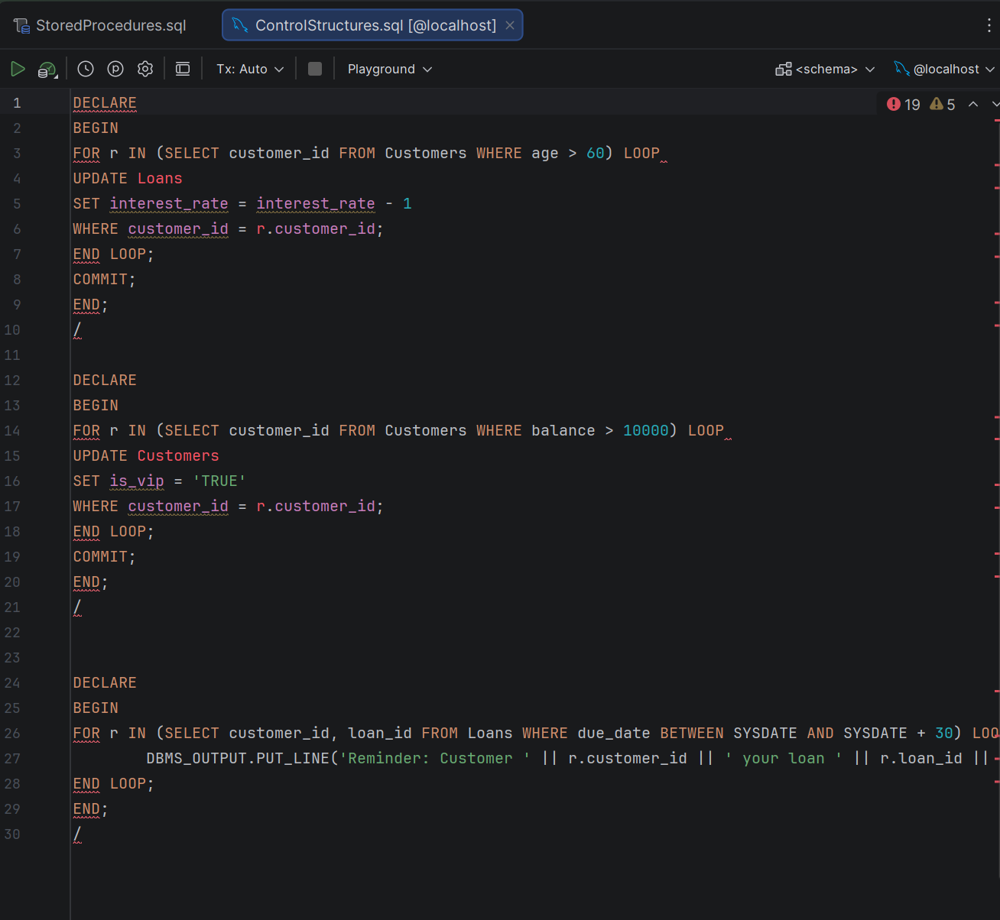 StoredProcedures.sql ControlStructures.sql [@localhost]
Tx: Auto Playground <schema> @localhost
19 5
1 DECLARE
2 BEGIN
3 FOR r IN (SELECT customer_id FROM Customers WHERE age > 60) LOOP
4 UPDATE Loans
5 SET interest_rate = interest_rate - 1
6 WHERE customer_id = r.customer_id;
7 END LOOP;
8 COMMIT;
9 END;
10 /
11
12 DECLARE
13 BEGIN
14 FOR r IN (SELECT customer_id FROM Customers WHERE balance > 10000) LOOP
15 UPDATE Customers
16 SET is_vip = 'TRUE'
17 WHERE customer_id = r.customer_id;
18 END LOOP;
19 COMMIT;
20 END;
21 /
22
23
24 DECLARE
25 BEGIN
26 FOR r IN (SELECT customer_id, loan_id FROM Loans WHERE due_date BETWEEN SYSDATE AND SYSDATE + 30) LOO
27 DBMS_OUTPUT.PUT_LINE('Reminder: Customer ' || r.customer_id || ' your loan ' || r.loan_id ||
28 END LOOP;
29 END;
30 /